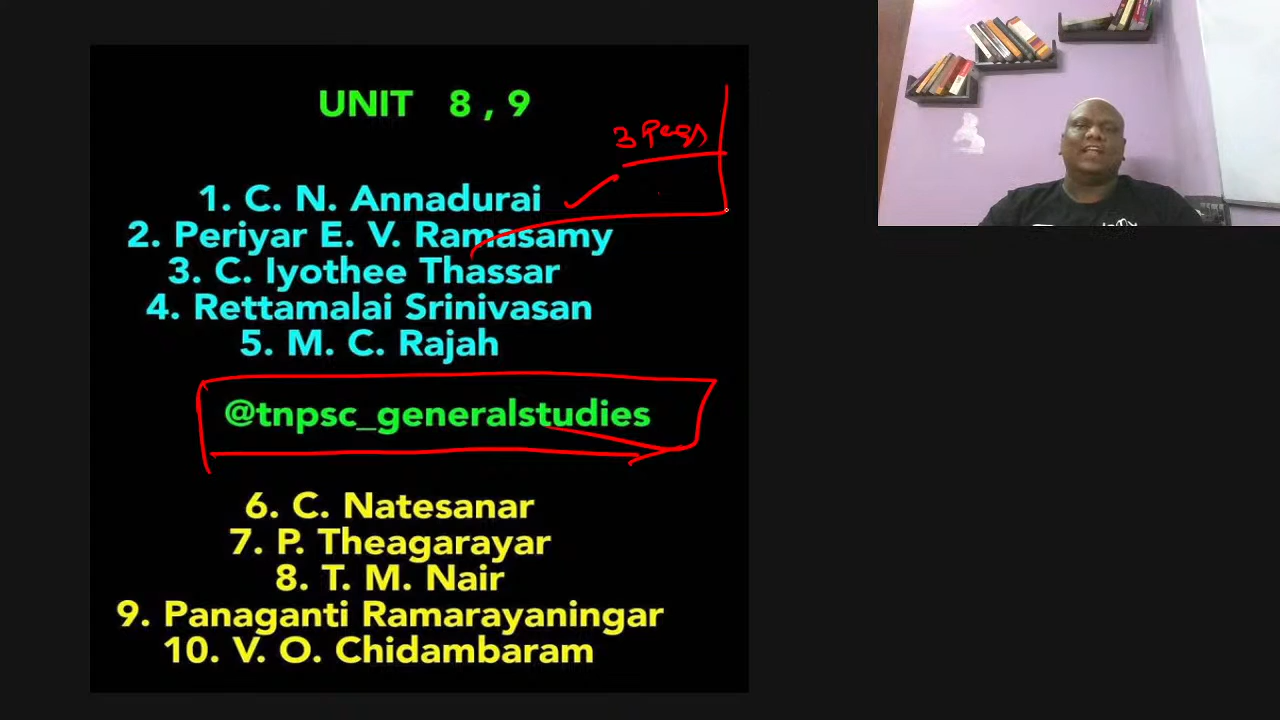 UNIT 8 , 9
3 Pages
1. C. N. Annadurai
2. Periyar E. V. Ramasamy
3. C. Iyothee Thassar
4. Rettamalai Srinivasan
5. M. C. Rajah
@tnpsc_generalstudies
6. C. Natesanar
7. P. Theagarayar
8. T. M. Nair
9. Panaganti Ramarayaningar
10. V. O. Chidambaram